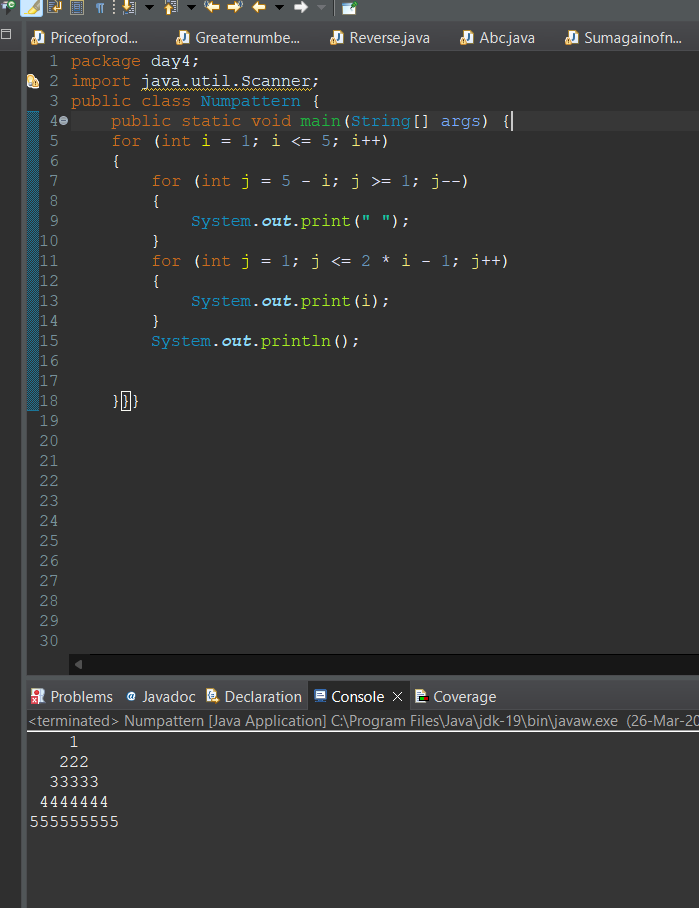 Priceofprod... Greaternumbe... Reverse.java Abc.java Sumagainofn...
1 package day4;
2 import java.util.Scanner;
3 public class Numpattern {
4 public static void main(String[] args) {
5 for (int i = 1; i <= 5; i++)
6 {
7 for (int j = 5 - i; j >= 1; j--)
8 {
9 System.out.print(" ");
10 }
11 for (int j = 1; j <= 2 * i - 1; j++)
12 {
13 System.out.print(i);
14 }
15 System.out.println();
16
17
18 }}}
19
20
21
22
23
24
25
26
27
28
29
30
Problems @ Javadoc Declaration Console Coverage
<terminated> Numpattern [Java Application] C:\Program Files\Java\jdk-19\bin\javaw.exe (26-Mar-20
1
222
33333
4444444
555555555